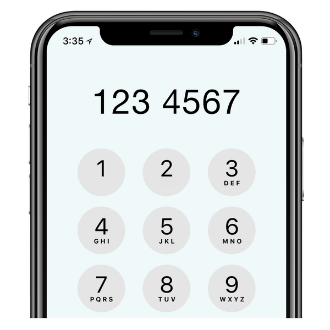 3:35
123 4567
1 2 3
DEF
4 5 6
GHI JKL MNO
7 8 9
PQRS TUV WXYZ